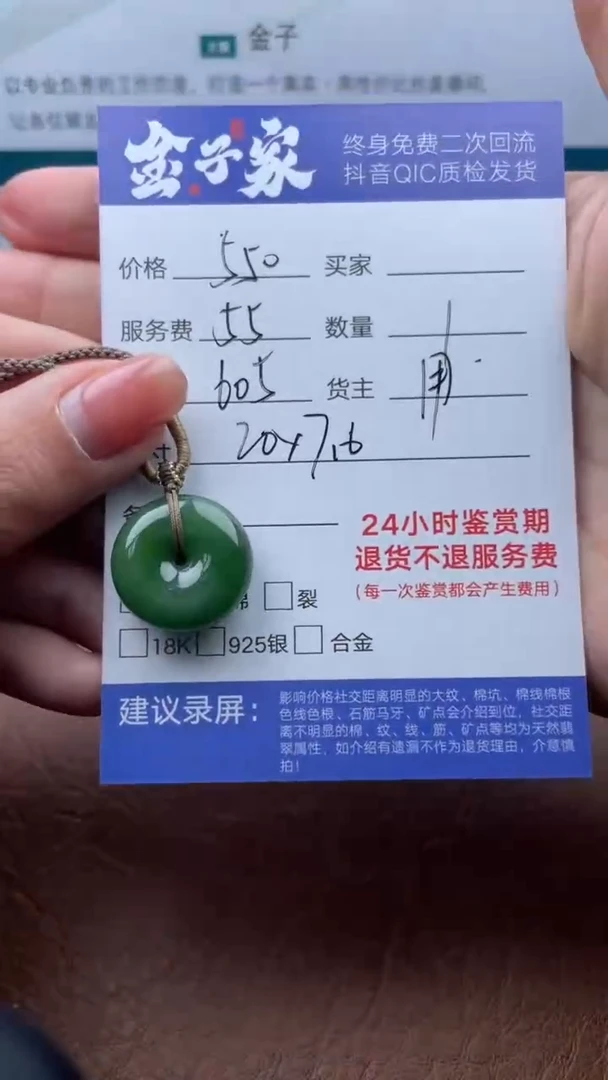 金子
金子家
终身免费二次回流
抖音QIC质检发货
价格 550 买家
服务费 55 数量 1
605 货主
20x7.6
24小时鉴赏期
退货不退服务费
(每一次鉴赏都会产生费用)
棉 裂
18K 925银 合金
建议录屏:
影响价格社交距离明显的大纹、棉坑、棉线棉根
色线色根、石筋马牙、矿点会介绍到位,社交距
离不明显的棉、纹、线、筋、矿点等均为天然翡
翠属性,如介绍有遗漏不作为退货理由,介意慎
拍!